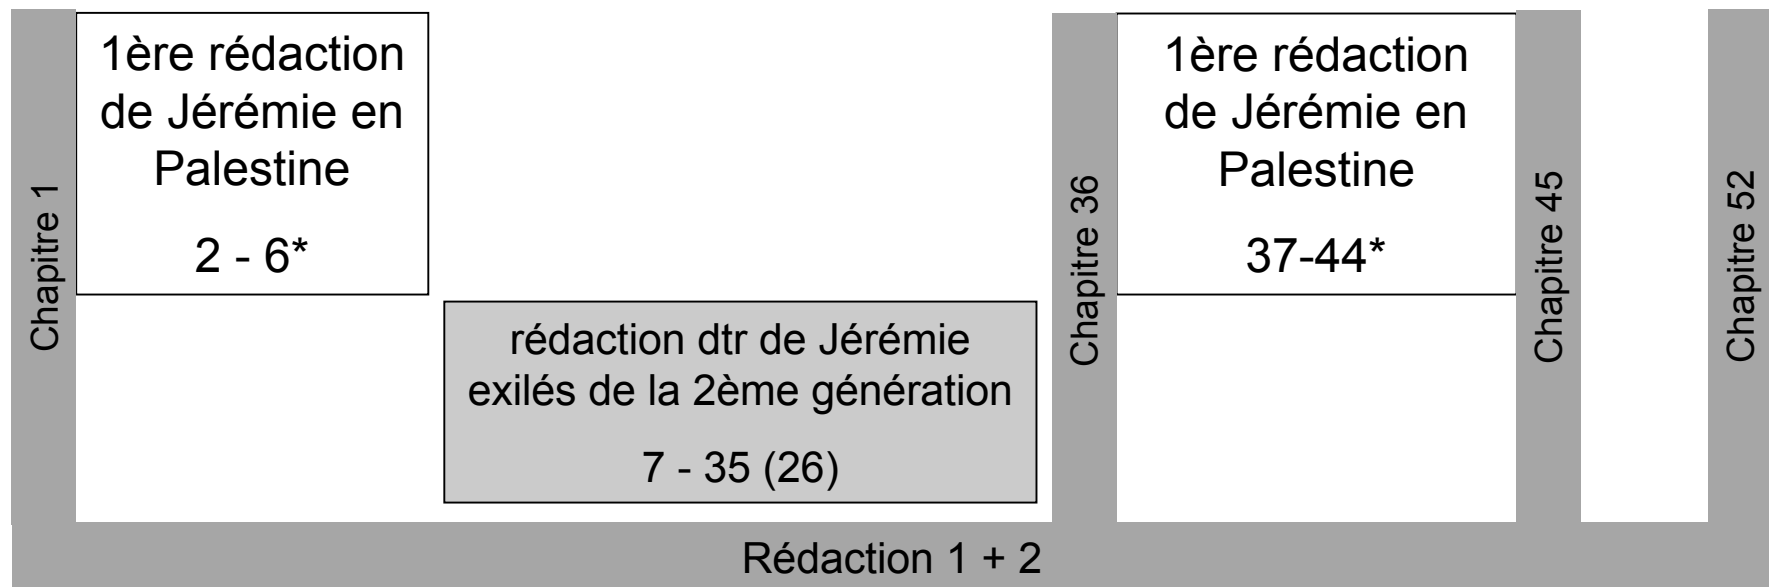 Chapitre 1
1ère rédaction
de Jérémie en
Palestine
2 - 6*
rédaction dtr de Jérémie
exilés de la 2ème génération
7 - 35 (26)
Chapitre 36
1ère rédaction
de Jérémie en
Palestine
37-44*
Chapitre 45
Chapitre 52
Rédaction 1 + 2